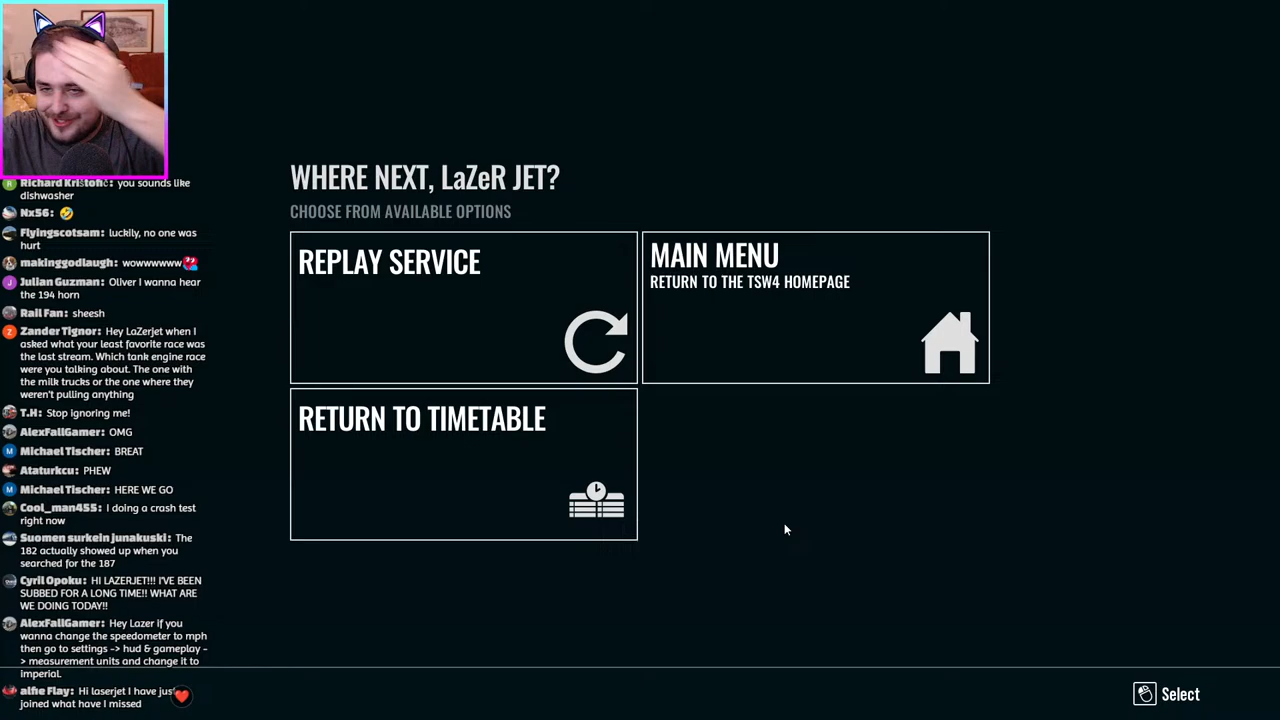 WHERE NEXT, LaZeR JET?
CHOOSE FROM AVAILABLE OPTIONS
REPLAY SERVICE
MAIN MENU
RETURN TO THE TSW4 HOMEPAGE
RETURN TO TIMETABLE
Richard Kristofič: you sounds like
dishwasher
Nx56: 🤣
Flyingscotsam: luckily, no one was
hurt
makinggodlaugh: wowwwwww
Julian Guzman: Oliver I wanna hear
the 194 horn
Rail Fan: sheesh
Zander Tignor: Hey LaZerjet when I
asked what your least favorite race was
the last stream. Which tank engine race
were you talking about. The one with
the milk trucks or the one where they
weren't pulling anything
T.H: Stop ignoring me!
AlexFallGamer: OMG
Michael Tischer: BREAT
Ataturkcu: PHEW
Michael Tischer: HERE WE GO
Cool_man455: I doing a crash test
right now
Suomen surkein junakuski: The
182 actually showed up when you
searched for the 187
Cyril Opoku: HI LAZERJET!!! I'VE BEEN
SUBBED FOR A LONG TIME!! WHAT ARE
WE DOING TODAY!!
AlexFallGamer: Hey Lazer if you
wanna change the speedometer to mph
then go to settings -> hud & gameplay -
> measurement units and change it to
imperial.
alfie Flay: Hi laserjet I have just
joined what have I missed
Select